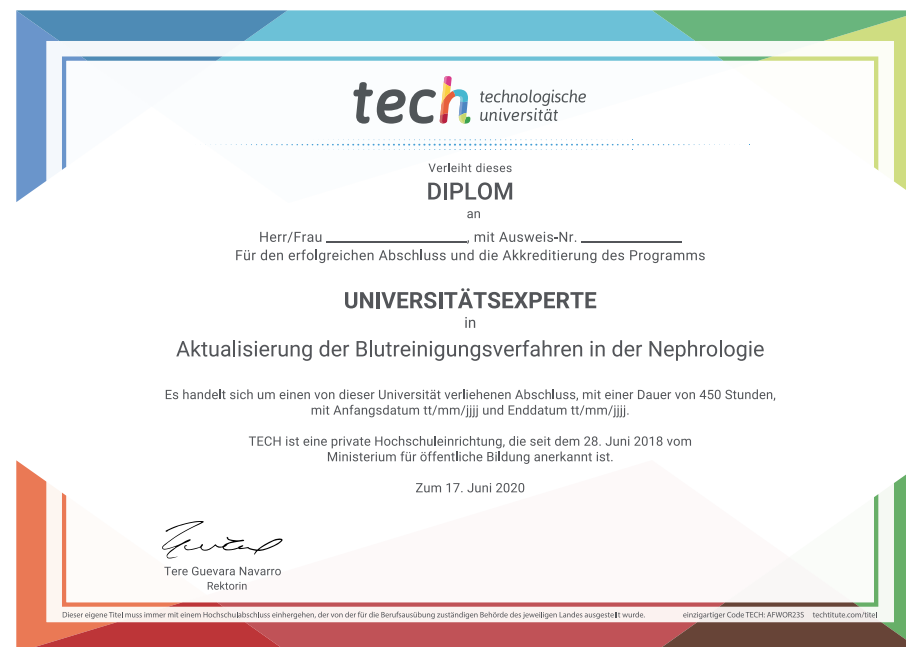 tech technologische
universität
Verleiht dieses
DIPLOM
an
Herr/Frau ____________, mit Ausweis-Nr. ____________
Für den erfolgreichen Abschluss und die Akkreditierung des Programms
UNIVERSITÄTSEXPERTE
in
Aktualisierung der Blutreinigungsverfahren in der Nephrologie
Es handelt sich um einen von dieser Universität verliehenen Abschluss, mit einer Dauer von 450 Stunden,
mit Anfangsdatum tt/mm/jjjj und Enddatum tt/mm/jjjj.
TECH ist eine private Hochschuleinrichtung, die seit dem 28. Juni 2018 vom
Ministerium für öffentliche Bildung anerkannt ist.
Zum 17. Juni 2020
Tere Guevara Navarro
Rektorin
Dieser eigene Titel muss immer mit einem Hochschulabschluss einhergehen, der von der für die Berufsausübung zuständigen Behörde des jeweiligen Landes ausgestellt wurde. einzigartiger Code TECH: AFWOR23S techtitute.com/titel